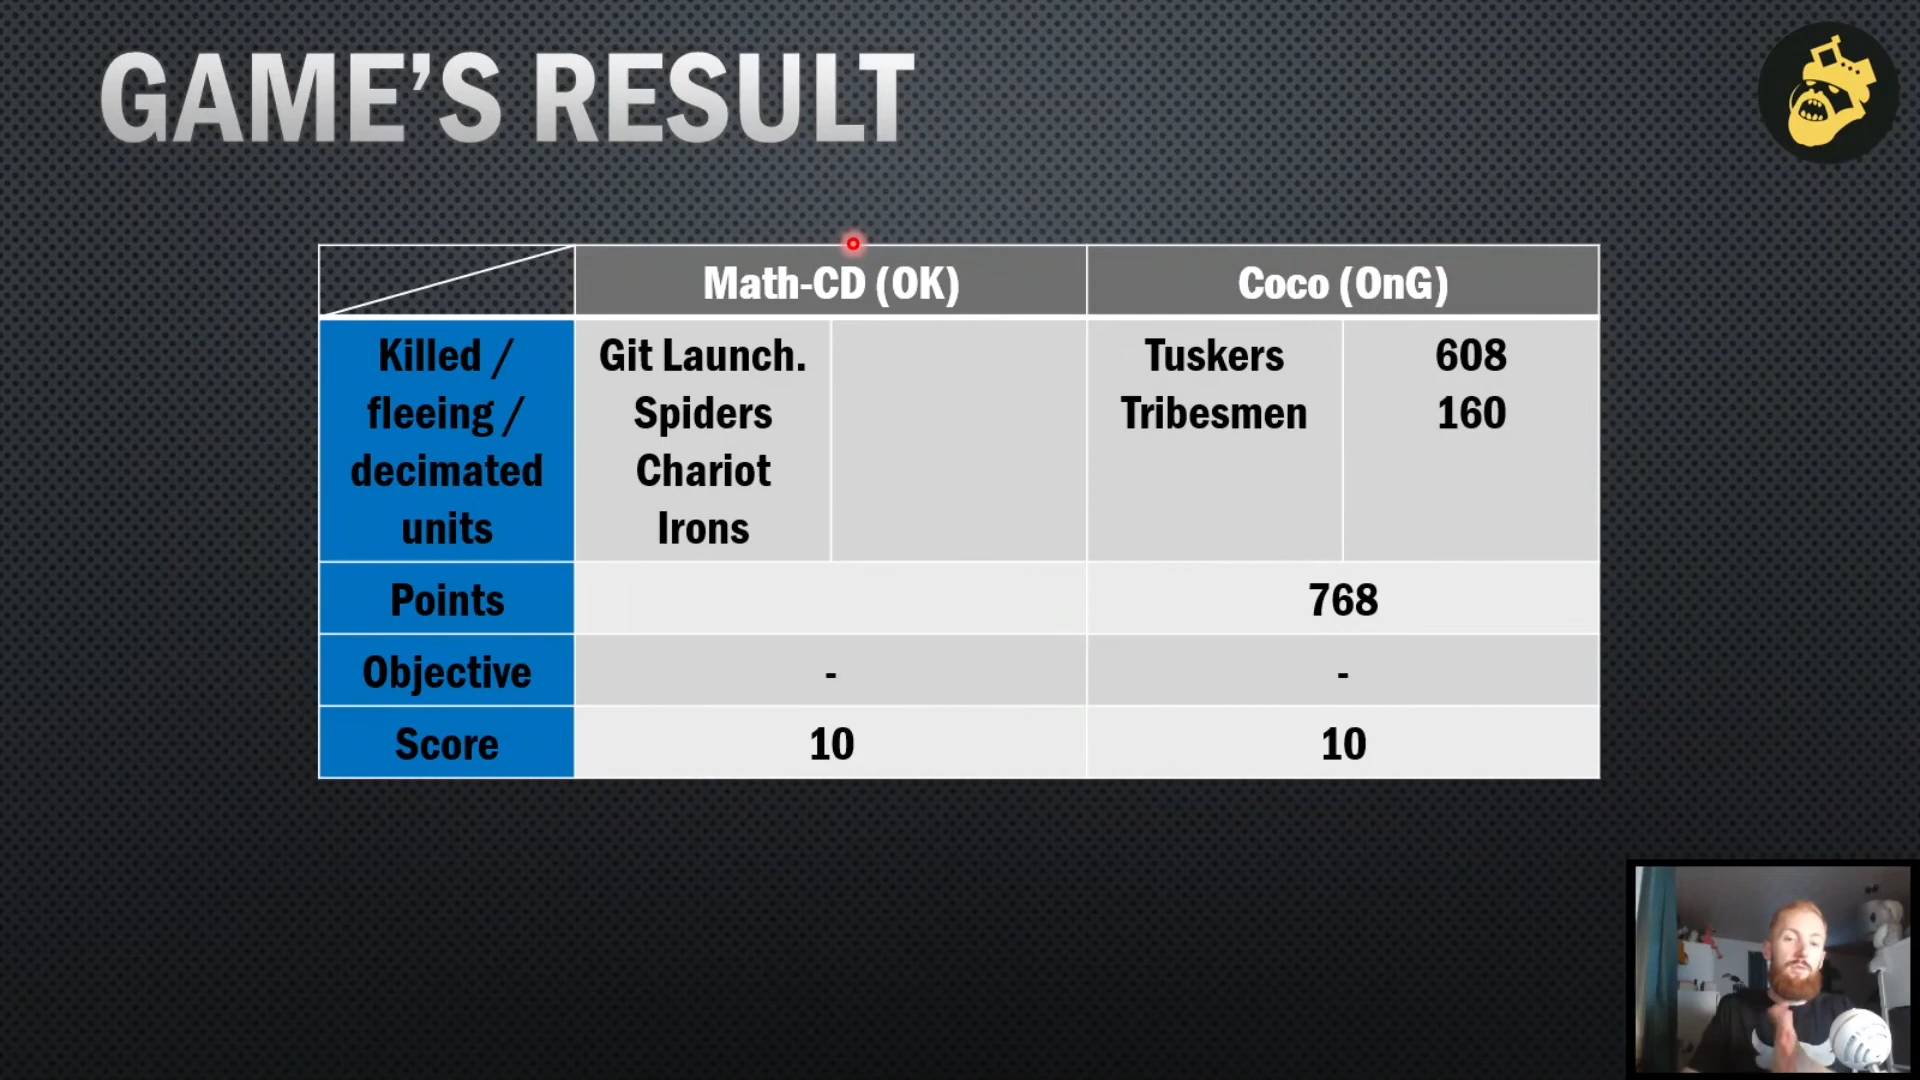 GAME'S RESULT
Math-CD (OK)
Coco (OnG)
Killed /
fleeing /
decimated
units
Git Launch.
Spiders
Chariot
Irons
Tuskers
Tribesmen
608
160
Points
768
Objective
-
-
Score
10
10